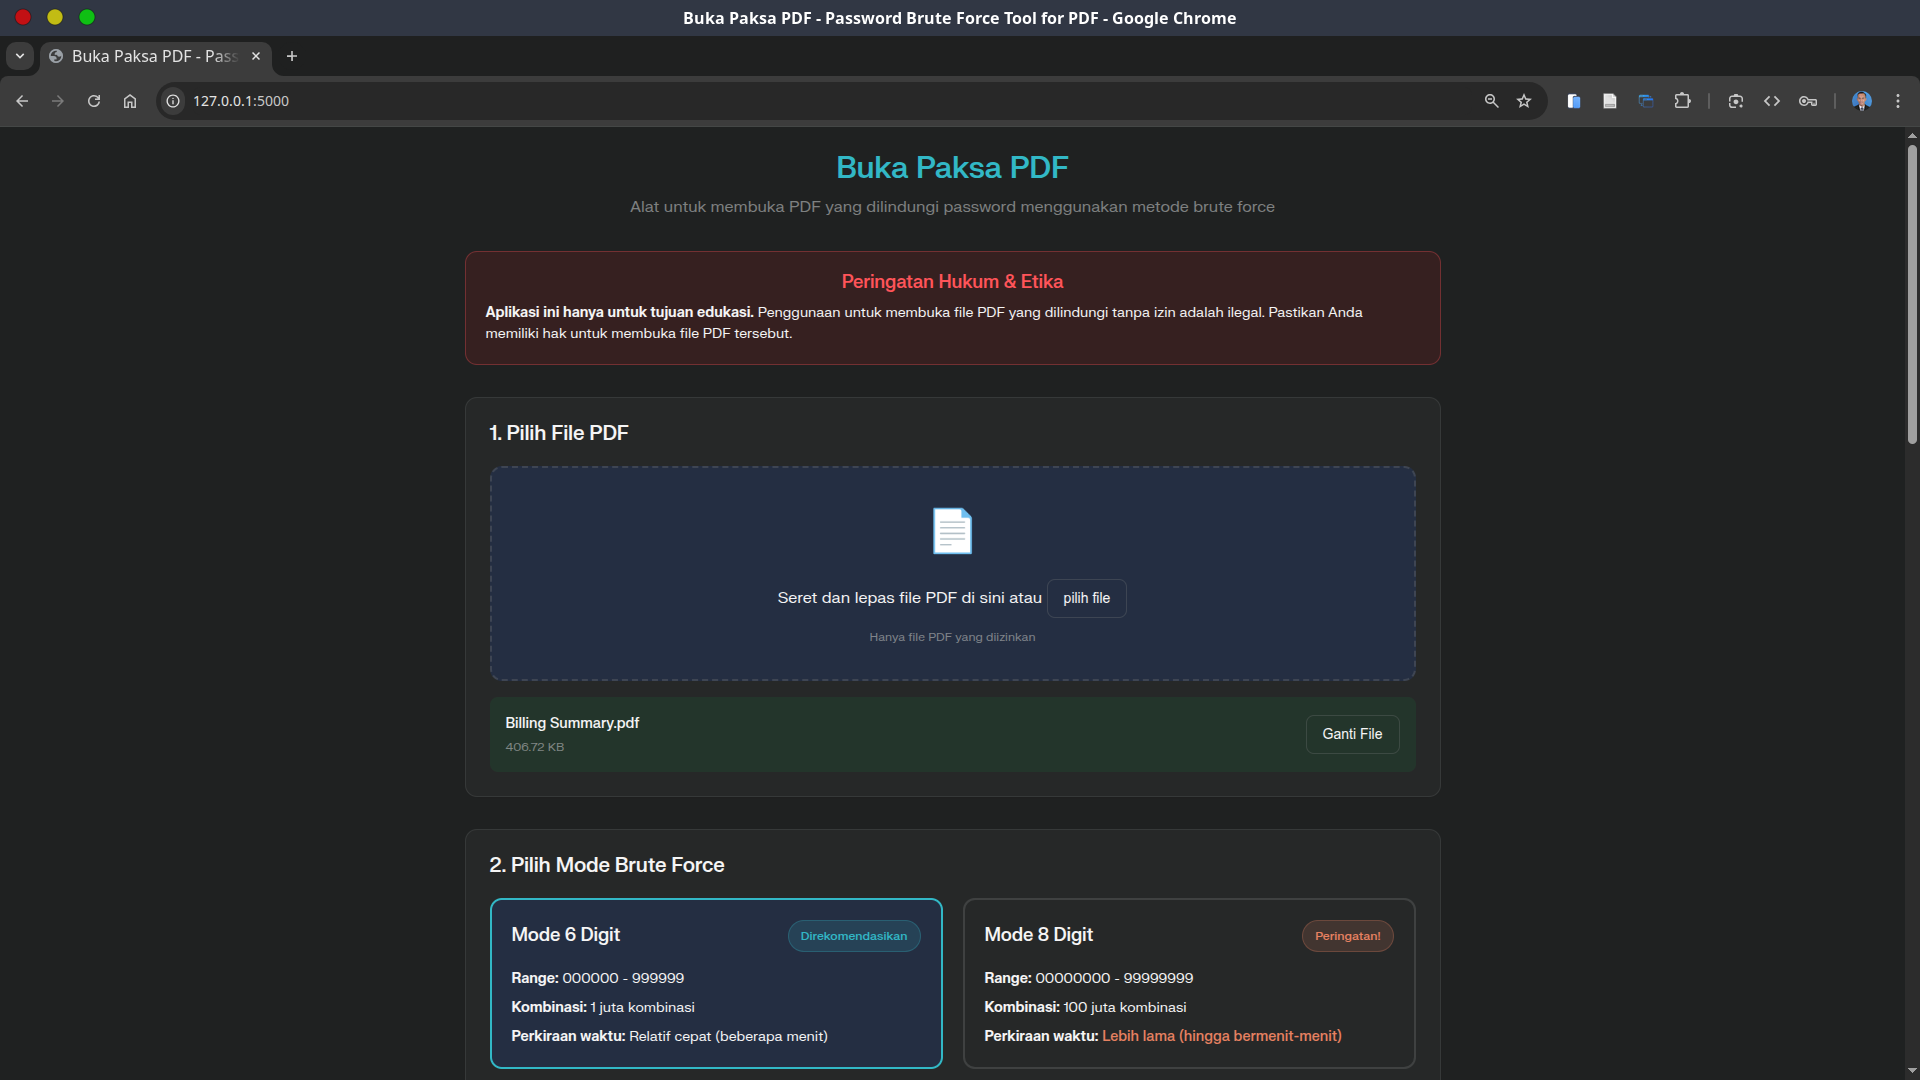 Buka Paksa PDF - Password Brute Force Tool for PDF - Google Chrome
Buka Paksa PDF - Pass
127.0.0.1:5000
Buka Paksa PDF
Alat untuk membuka PDF yang dilindungi password menggunakan metode brute force
Peringatan Hukum & Etika
Aplikasi ini hanya untuk tujuan edukasi. Penggunaan untuk membuka file PDF yang dilindungi tanpa izin adalah ilegal. Pastikan Anda
memiliki hak untuk membuka file PDF tersebut.
1. Pilih File PDF
Seret dan lepas file PDF di sini atau pilih file
Hanya file PDF yang diizinkan
Billing Summary.pdf
406.72 KB
Ganti File
2. Pilih Mode Brute Force
Mode 6 Digit
Direkomendasikan
Range: 000000 - 999999
Kombinasi: 1 juta kombinasi
Perkiraan waktu: Relatif cepat (beberapa menit)
Mode 8 Digit
Peringatan!
Range: 00000000 - 99999999
Kombinasi: 100 juta kombinasi
Perkiraan waktu: Lebih lama (hingga bermenit-menit)